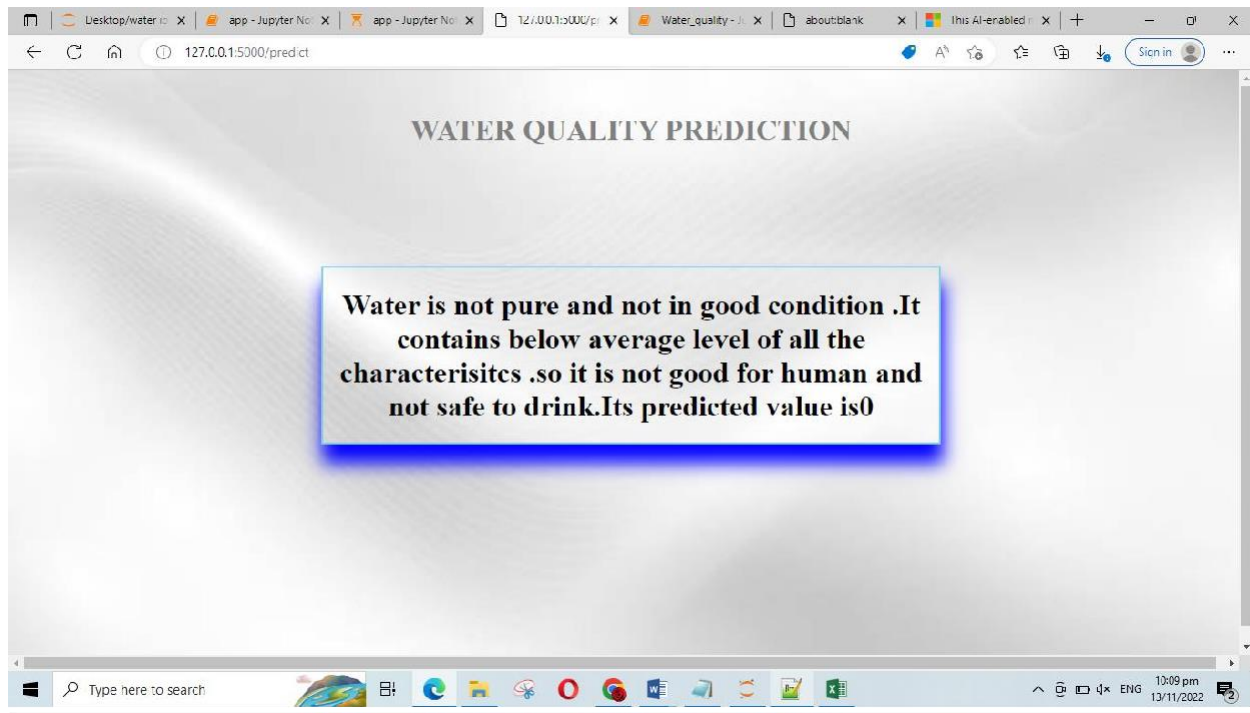 Desktop/water
app - Jupyter No
app - Jupyter No
127.0.0.1:5000/pr
Water_quality - J
about:blank
This AI-enabled
127.0.0.1:5000/predict
Sign in
WATER QUALITY PREDICTION
Water is not pure and not in good condition .It
contains below average level of all the
characterisitcs .so it is not good for human and
not safe to drink.Its predicted value is0
Type here to search
ENG
10:09 pm
13/11/2022
2